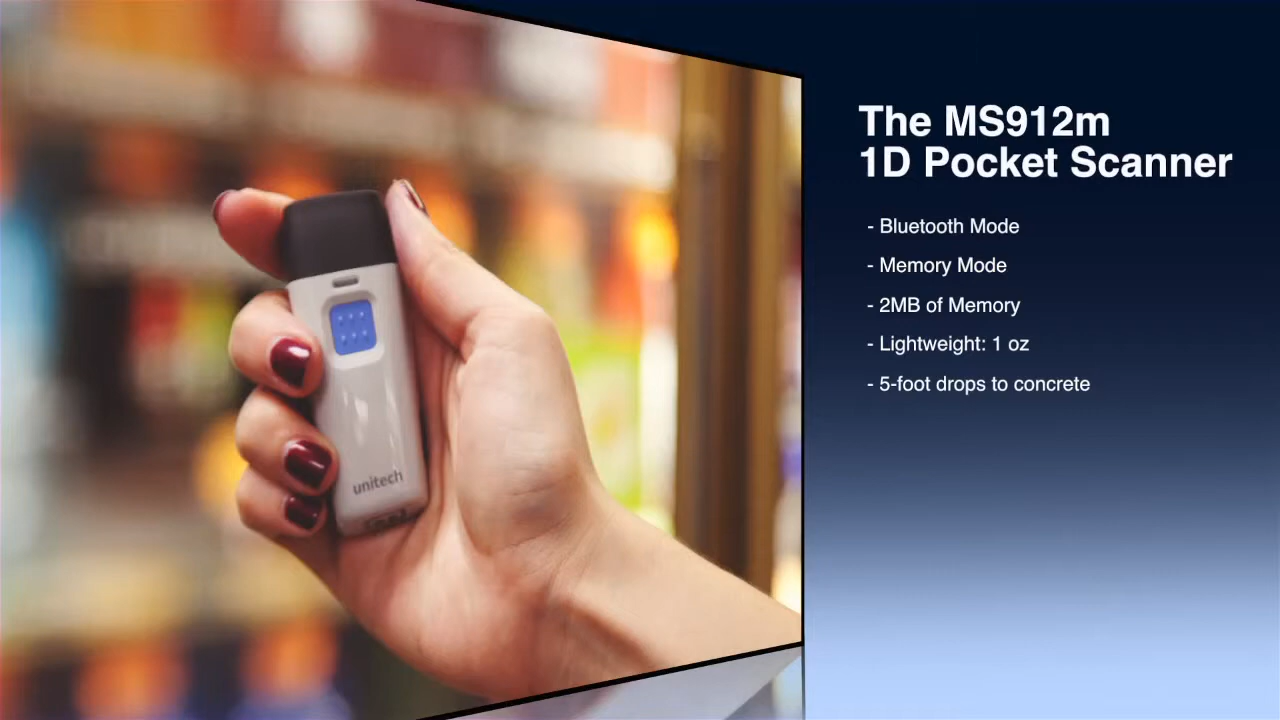 The MS912m
1D Pocket Scanner
- Bluetooth Mode
- Memory Mode
- 2MB of Memory
- Lightweight: 1 oz
- 5-foot drops to concrete
unitech